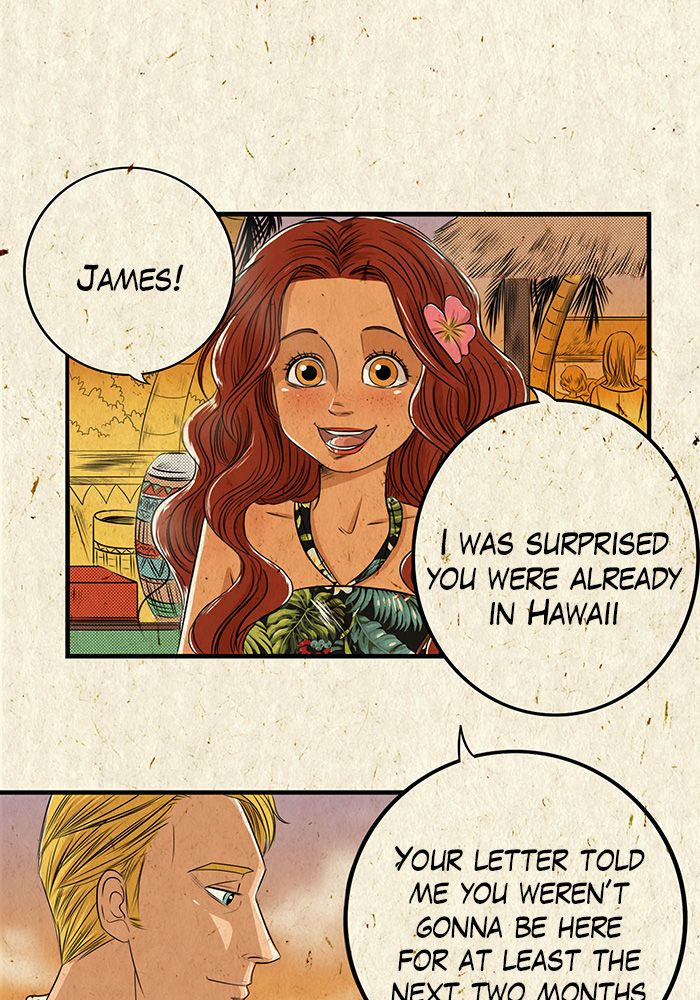 James!
I was surprised
you were already
in Hawaii
Your letter told
me you weren't
gonna be here
for at least the
next two months